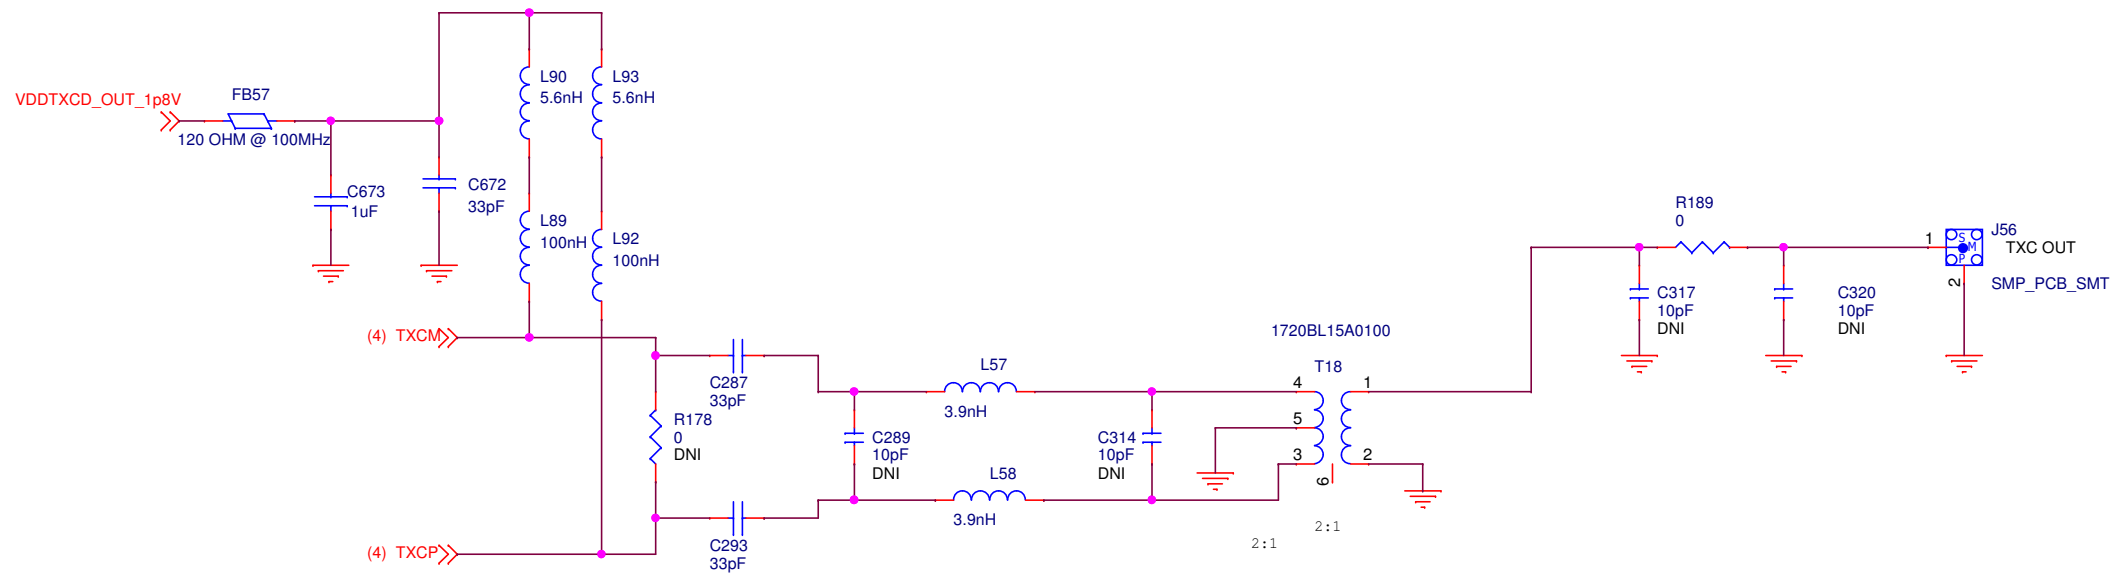 VDDTXCD_OUT_1p8V
FB57
120 OHM @ 100MHz
C673
1uF
C672
33pF
L90
5.6nH
L93
5.6nH
L89
100nH
L92
100nH
(4) TXCM
(4) TXCP
R178
0
DNI
C287
33pF
C293
33pF
C289
10pF
DNI
L57
3.9nH
L58
3.9nH
C314
10pF
DNI
1720BL15A0100
T18
4
5
3
6
1
2
2:1
2:1
R189
0
C317
10pF
DNI
C320
10pF
DNI
1
2
S
M
P
J56
TXC OUT
SMP_PCB_SMT